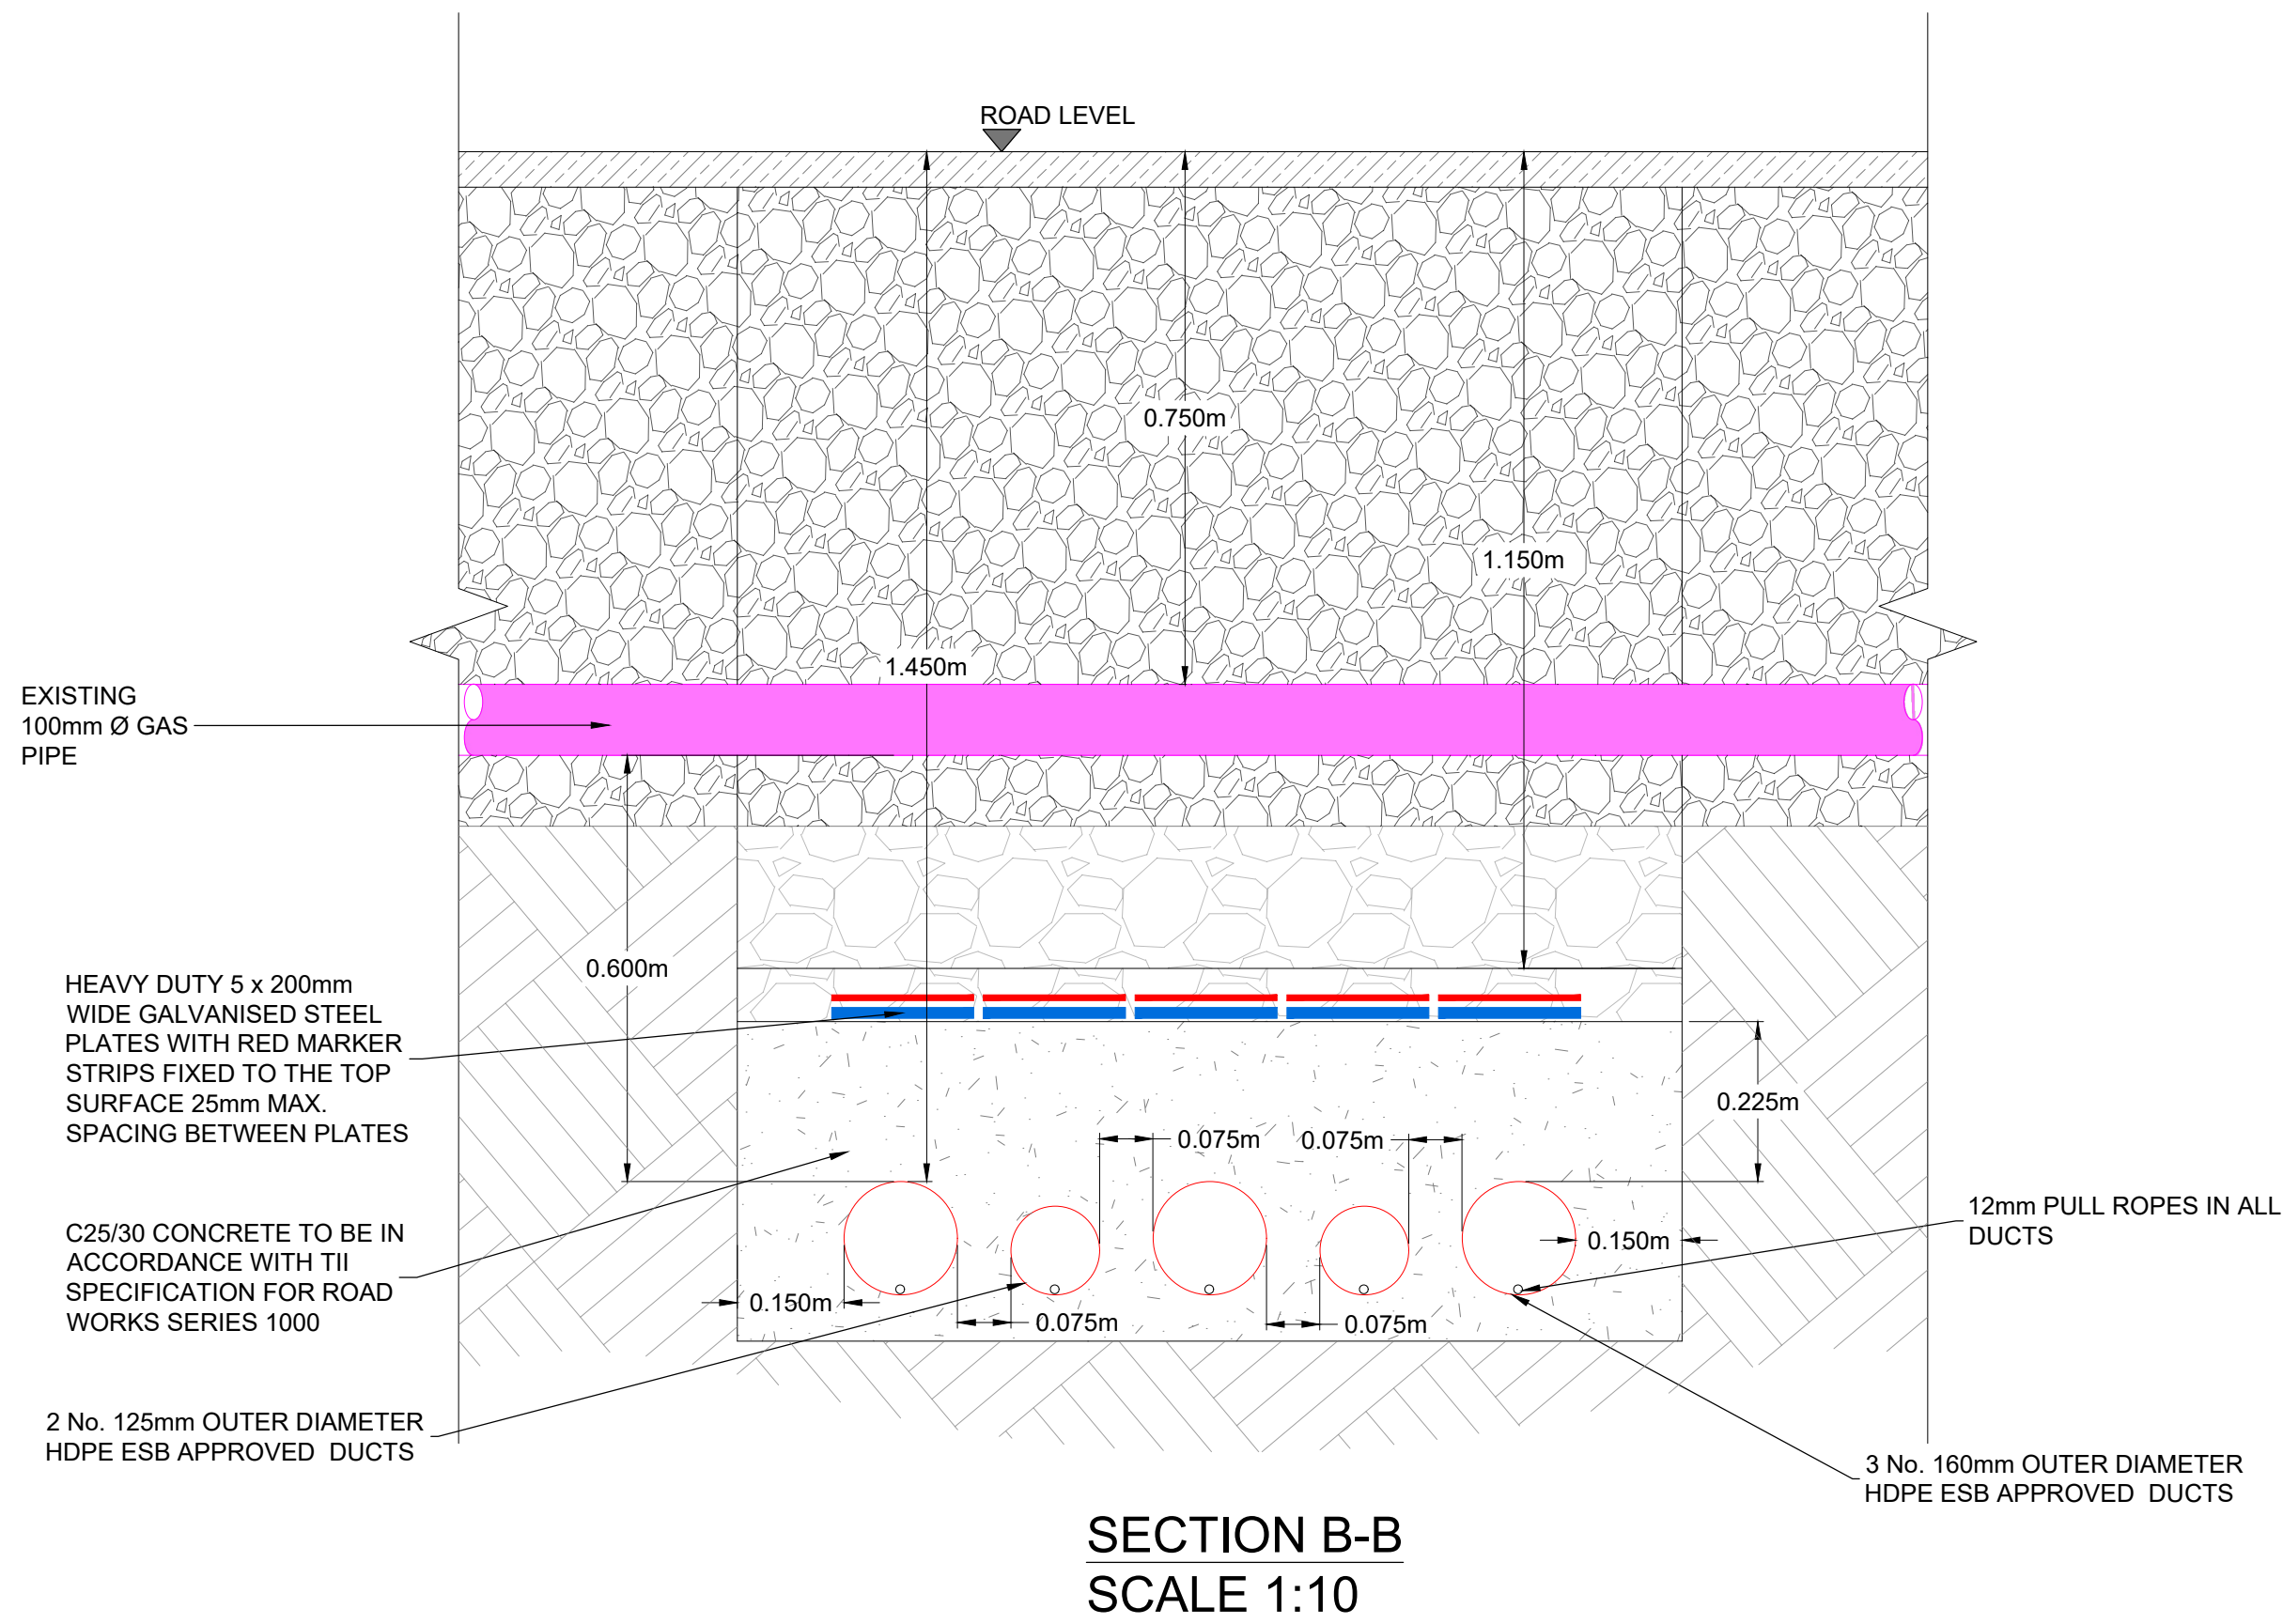 ROAD LEVEL
0.750m
1.150m
1.450m
EXISTING
100mm Ø GAS
PIPE
0.600m
HEAVY DUTY 5 x 200mm
WIDE GALVANISED STEEL
PLATES WITH RED MARKER
STRIPS FIXED TO THE TOP
SURFACE 25mm MAX.
SPACING BETWEEN PLATES
0.225m
0.075m
0.075m
C25/30 CONCRETE TO BE IN
ACCORDANCE WITH TII
SPECIFICATION FOR ROAD
WORKS SERIES 1000
12mm PULL ROPES IN ALL
DUCTS
0.150m
0.150m
0.075m
0.075m
2 No. 125mm OUTER DIAMETER
HDPE ESB APPROVED  DUCTS
3 No. 160mm OUTER DIAMETER
HDPE ESB APPROVED  DUCTS
SECTION B-B
SCALE 1:10